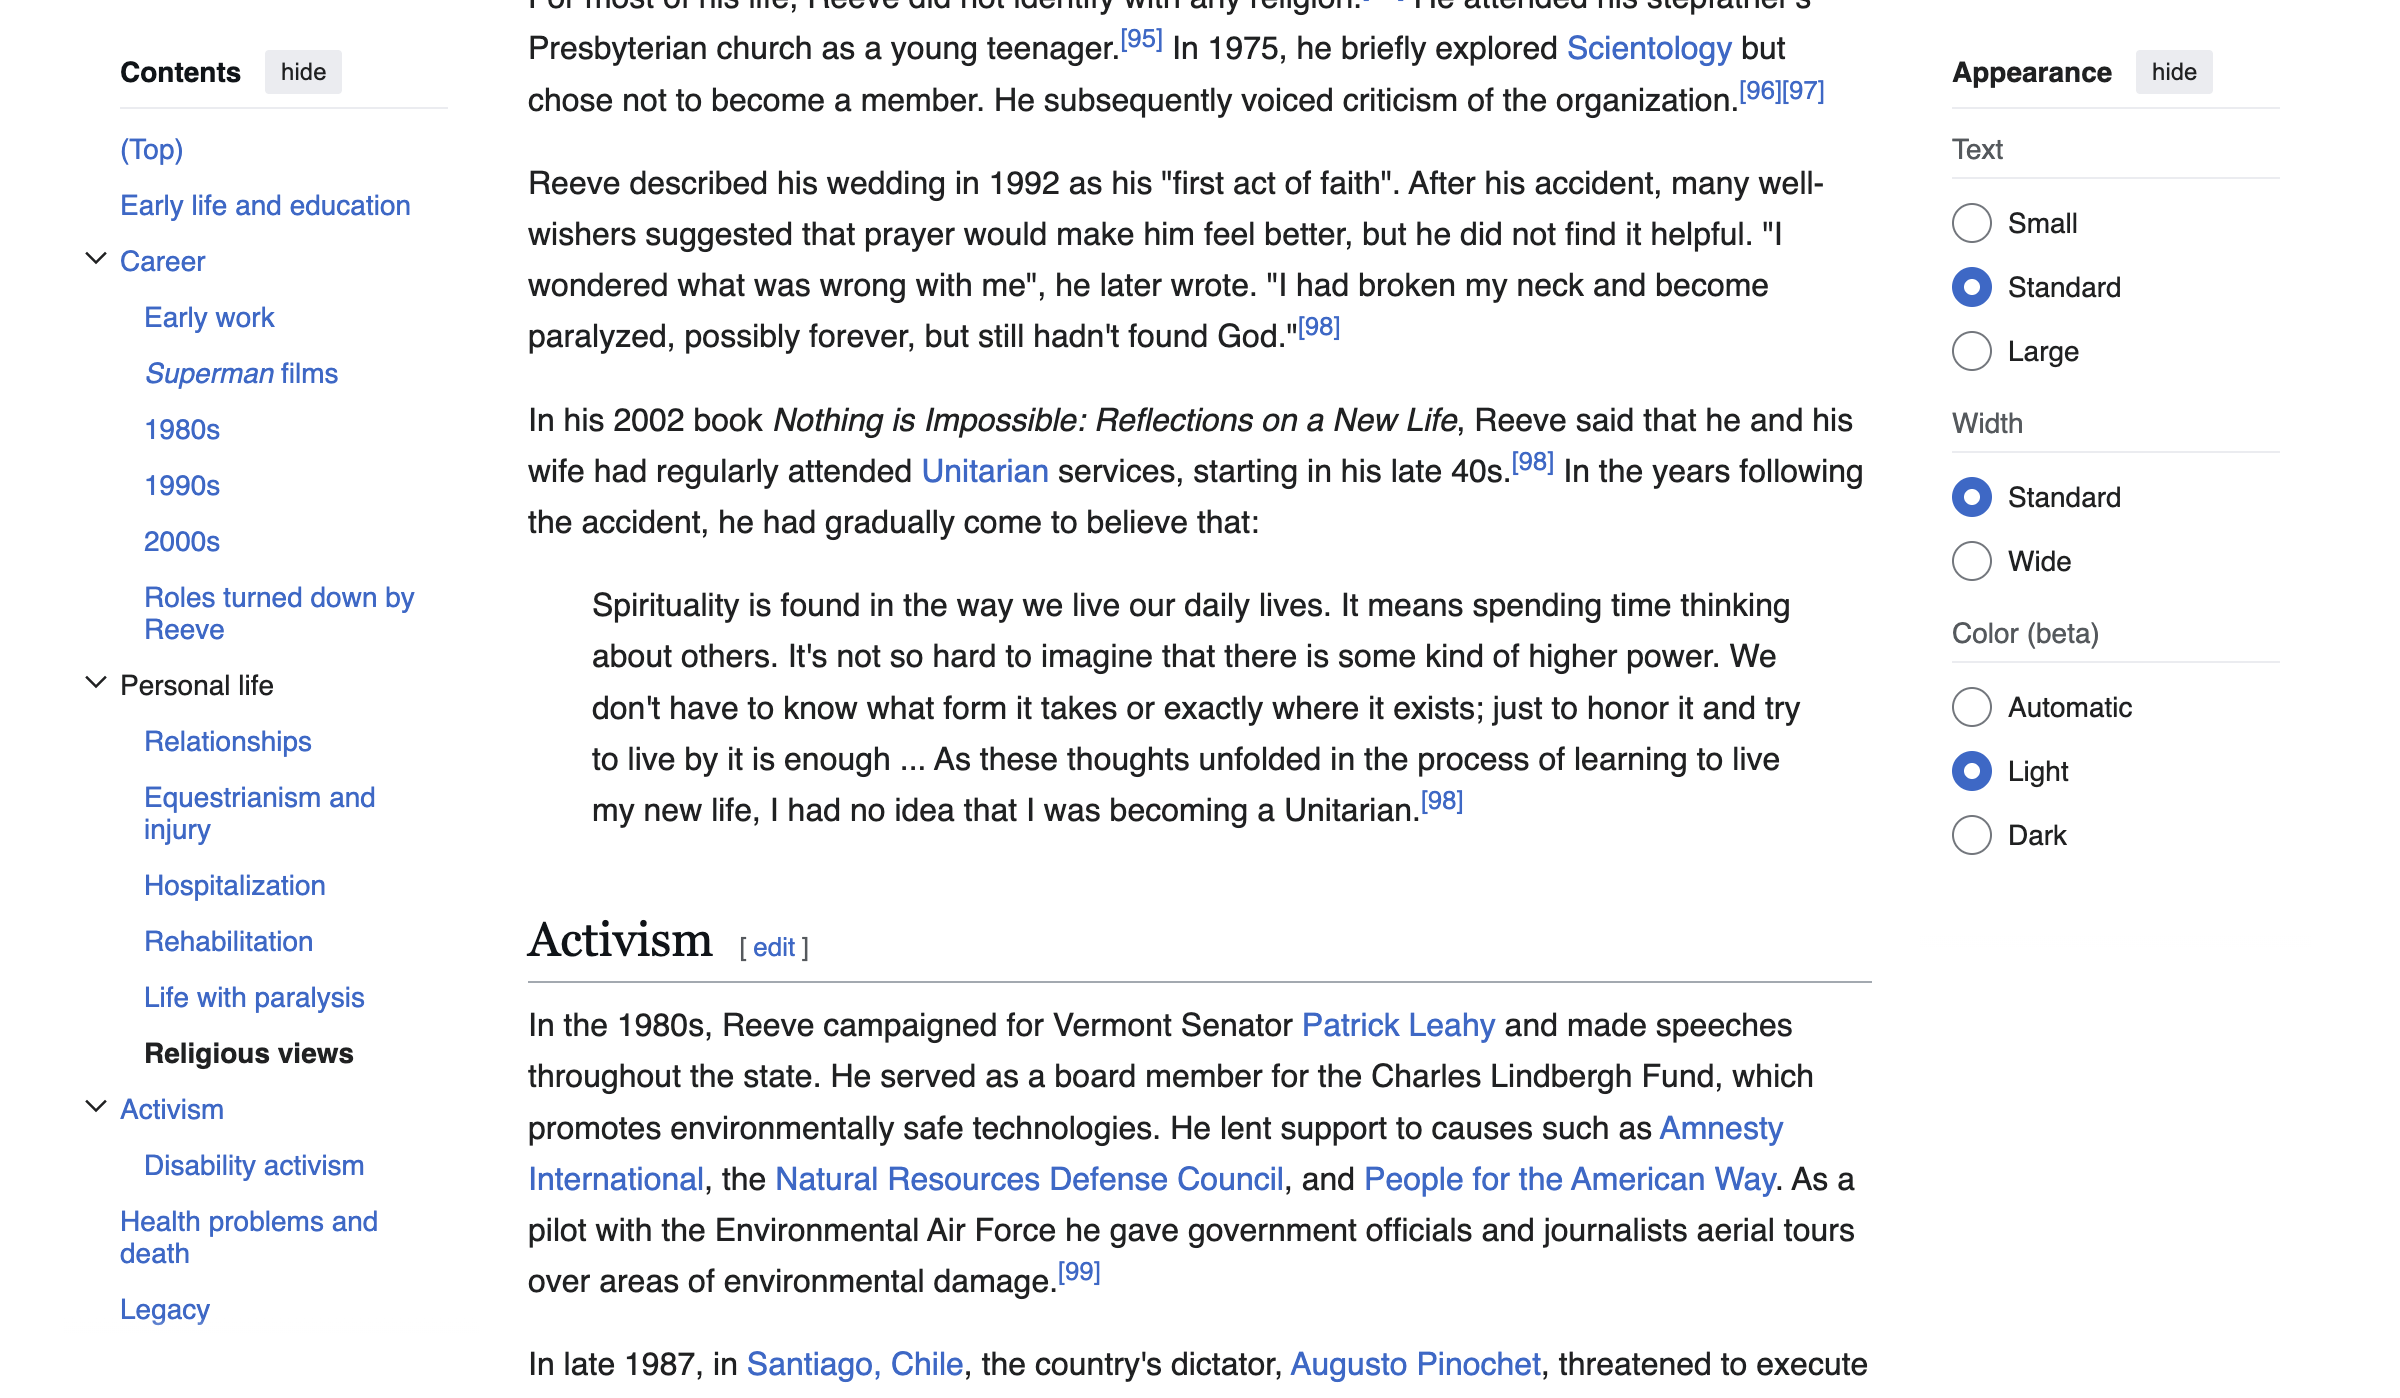 Contents hide
(Top)
Early life and education
Career
Early work
Superman films
1980s
1990s
2000s
Roles turned down by
Reeve
Personal life
Relationships
Equestrianism and
injury
Hospitalization
Rehabilitation
Life with paralysis
Religious views
Activism
Disability activism
Health problems and
death
Legacy
For most of his life, Reeve did not identify with any religion. He attended his stepfather's
Presbyterian church as a young teenager.[95] In 1975, he briefly explored Scientology but
chose not to become a member. He subsequently voiced criticism of the organization.[96][97]
Reeve described his wedding in 1992 as his "first act of faith". After his accident, many well-
wishers suggested that prayer would make him feel better, but he did not find it helpful. "I
wondered what was wrong with me", he later wrote. "I had broken my neck and become
paralyzed, possibly forever, but still hadn't found God."[98]
In his 2002 book Nothing is Impossible: Reflections on a New Life, Reeve said that he and his
wife had regularly attended Unitarian services, starting in his late 40s.[98] In the years following
the accident, he had gradually come to believe that:
Spirituality is found in the way we live our daily lives. It means spending time thinking
about others. It's not so hard to imagine that there is some kind of higher power. We
don't have to know what form it takes or exactly where it exists; just to honor it and try
to live by it is enough ... As these thoughts unfolded in the process of learning to live
my new life, I had no idea that I was becoming a Unitarian.[98]
Activism [ edit ]
In the 1980s, Reeve campaigned for Vermont Senator Patrick Leahy and made speeches
throughout the state. He served as a board member for the Charles Lindbergh Fund, which
promotes environmentally safe technologies. He lent support to causes such as Amnesty
International, the Natural Resources Defense Council, and People for the American Way. As a
pilot with the Environmental Air Force he gave government officials and journalists aerial tours
over areas of environmental damage.[99]
In late 1987, in Santiago, Chile, the country's dictator, Augusto Pinochet, threatened to execute
Appearance hide
Text
Small
Standard
Large
Width
Standard
Wide
Color (beta)
Automatic
Light
Dark